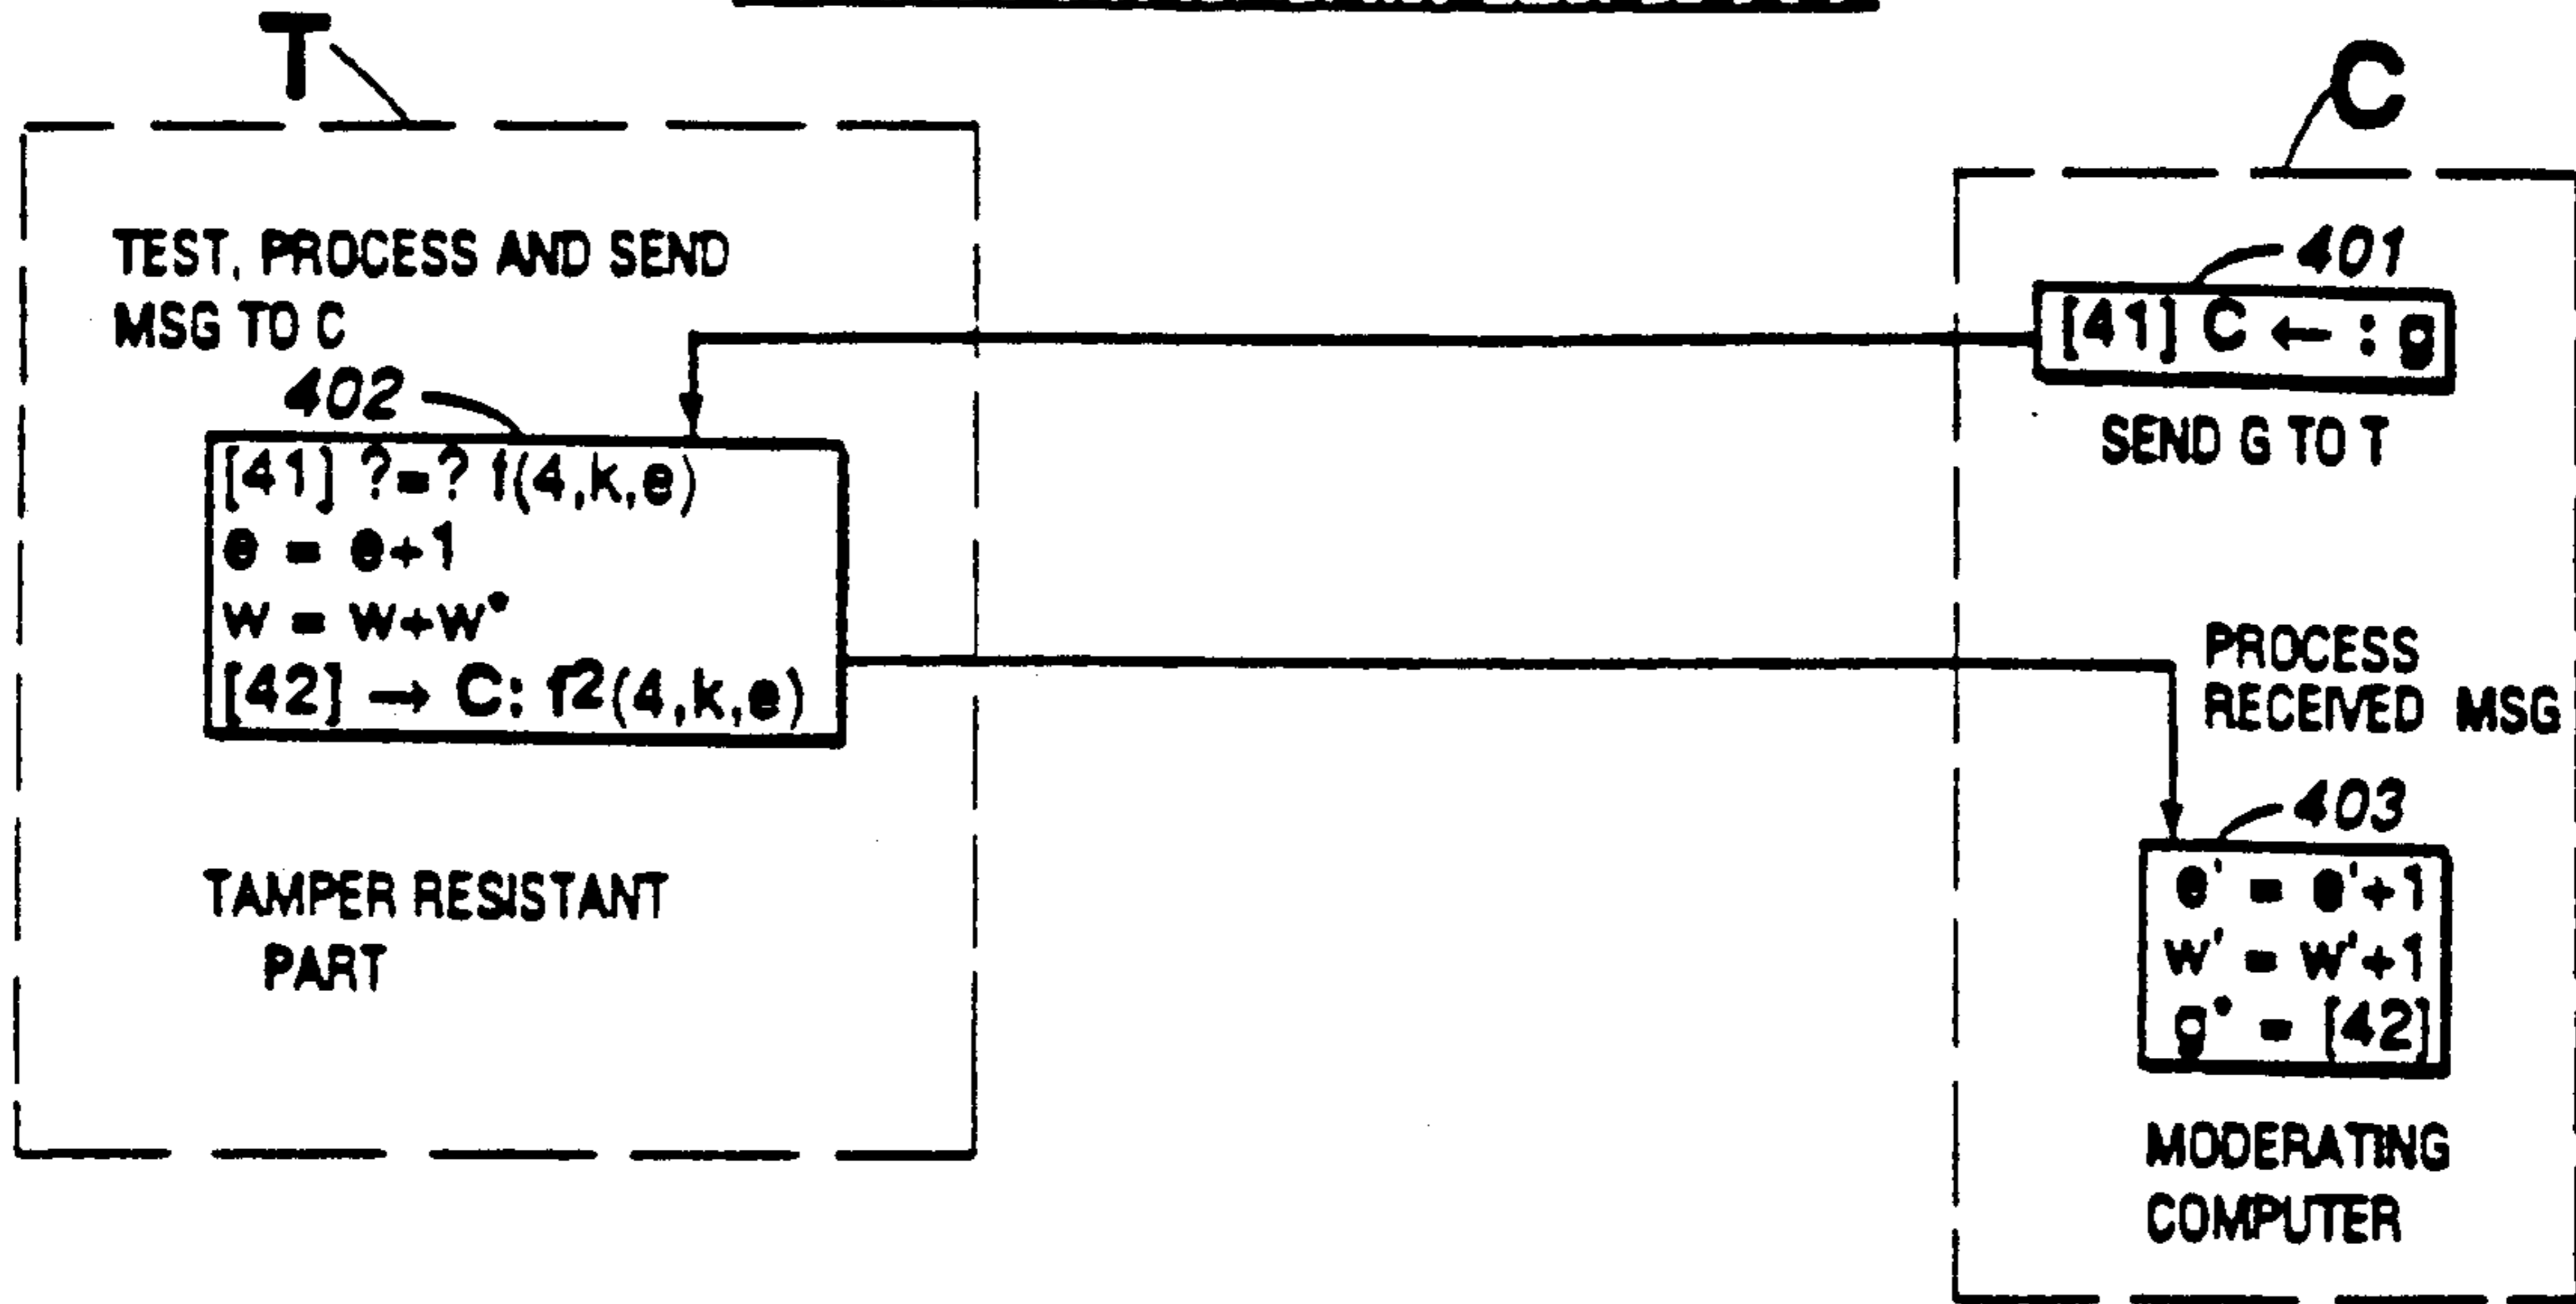 T
C
TEST, PROCESS AND SEND
MSG TO C
402
[41] ?=? f(4,k,e)
e = e+1
w = w+w*
[42] → C: f2(4,k,e)
TAMPER RESISTANT
PART
401
[41] C ← : g
SEND G TO T
PROCESS
RECEIVED MSG
403
e' = e'+1
w' = w'+1
g* = [42]
MODERATING
COMPUTER